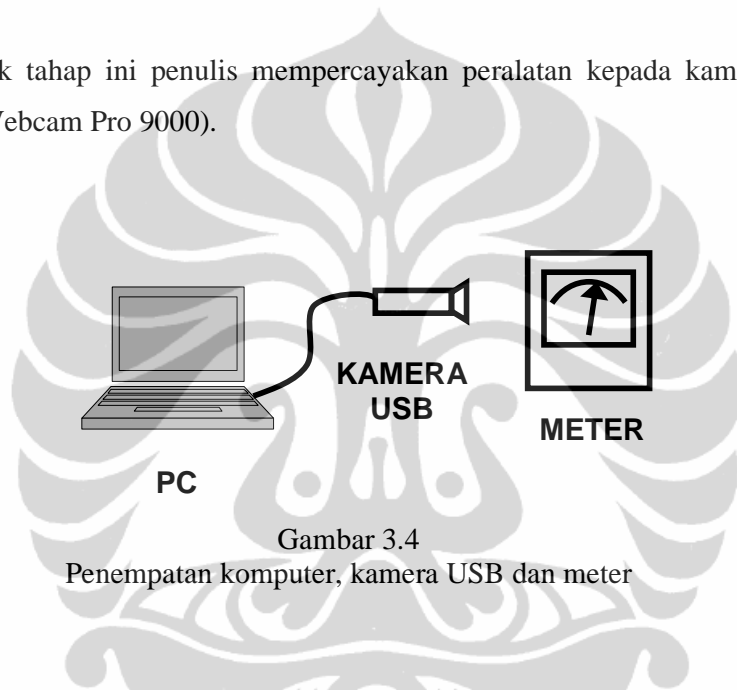 k tahap ini penulis mempercayakan peralatan kepada kam
Webcam Pro 9000).
KAMERA
USB
METER
PC
Gambar 3.4
Penempatan komputer, kamera USB dan meter